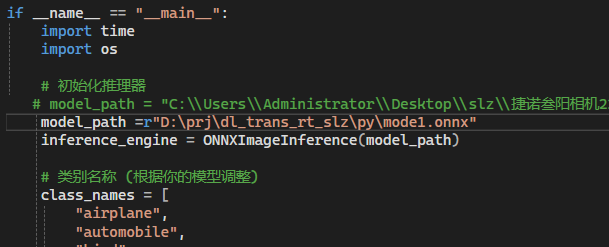 if __name__ == "__main__":
    import time
    import os
    # 初始化推理器
   # model_path = "C:\\Users\\Administrator\\Desktop\\slz\\捷诺叁阳相机2
    model_path =r"D:\prj\dl_trans_rt_slz\py\mode1.onnx"
    inference_engine = ONNXImageInference(model_path)
    # 类别名称 (根据你的模型调整)
    class_names = [
        "airplane",
        "automobile",